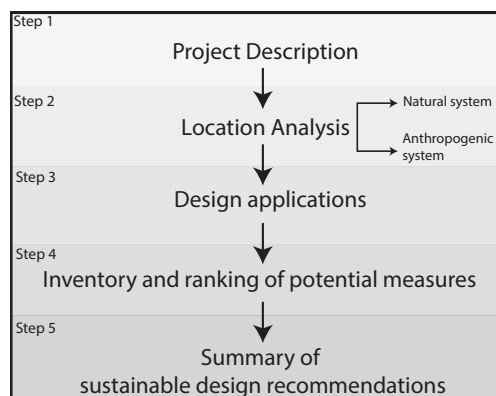 Step 1
Project Description
Step 2
Location Analysis
Natural system
Anthropogenic
system
Step 3
Design applications
Step 4
Inventory and ranking of potential measures
Step 5
Summary of
sustainable design recommendations